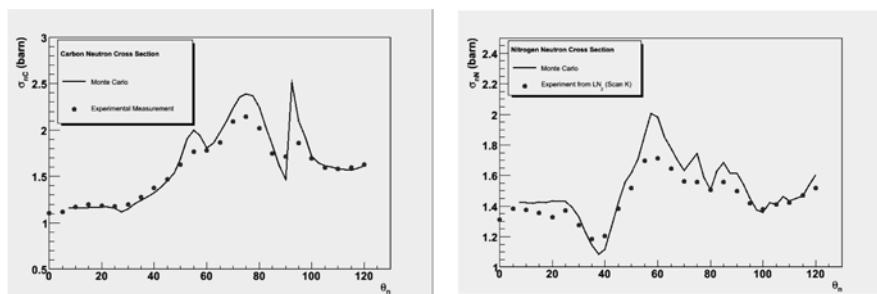 Carbon Neutron Cross Section
Monte Carlo
Experimental Measurement
σnC (barn)
3
2.5
2
1.5
1
0.5
0 20 40 60 80 100 120
θn
Nitrogen Neutron Cross Section
Monte Carlo
Experiment from LN2 (Scan K)
σnN (barn)
2.4
2.2
2
1.8
1.6
1.4
1.2
1
0 20 40 60 80 100 120
θn